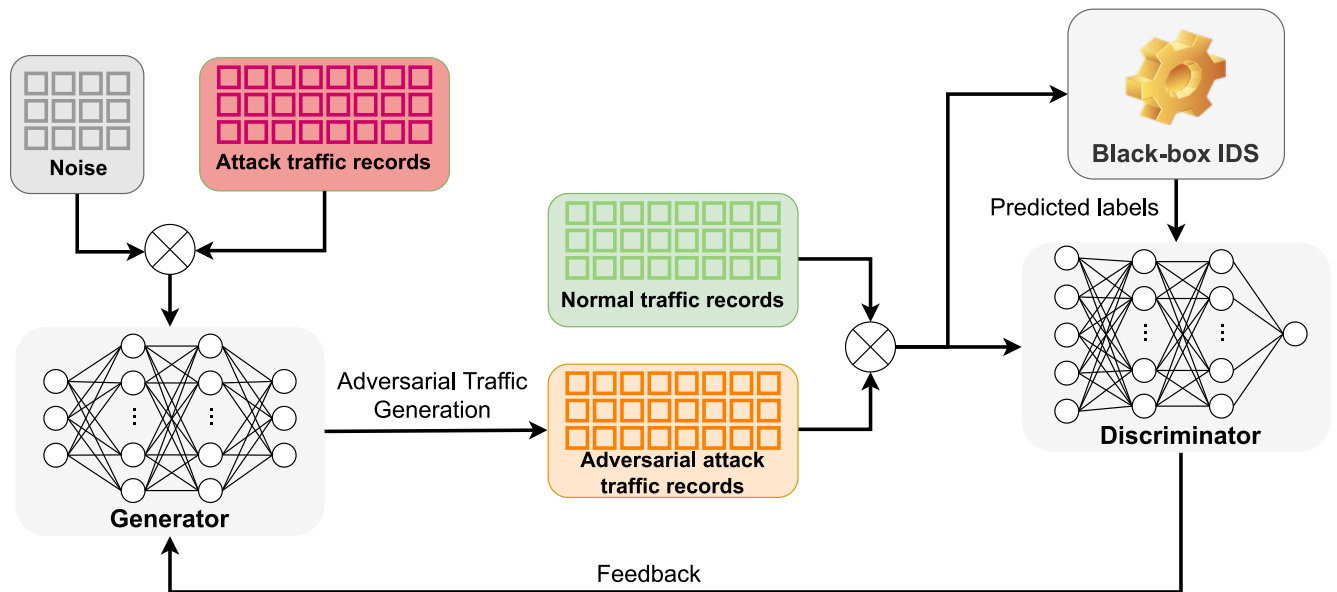 Noise
Attack traffic records
Black-box IDS
Predicted labels
Normal traffic records
Adversarial Traffic
Generation
Adversarial attack
traffic records
Discriminator
Generator
Feedback